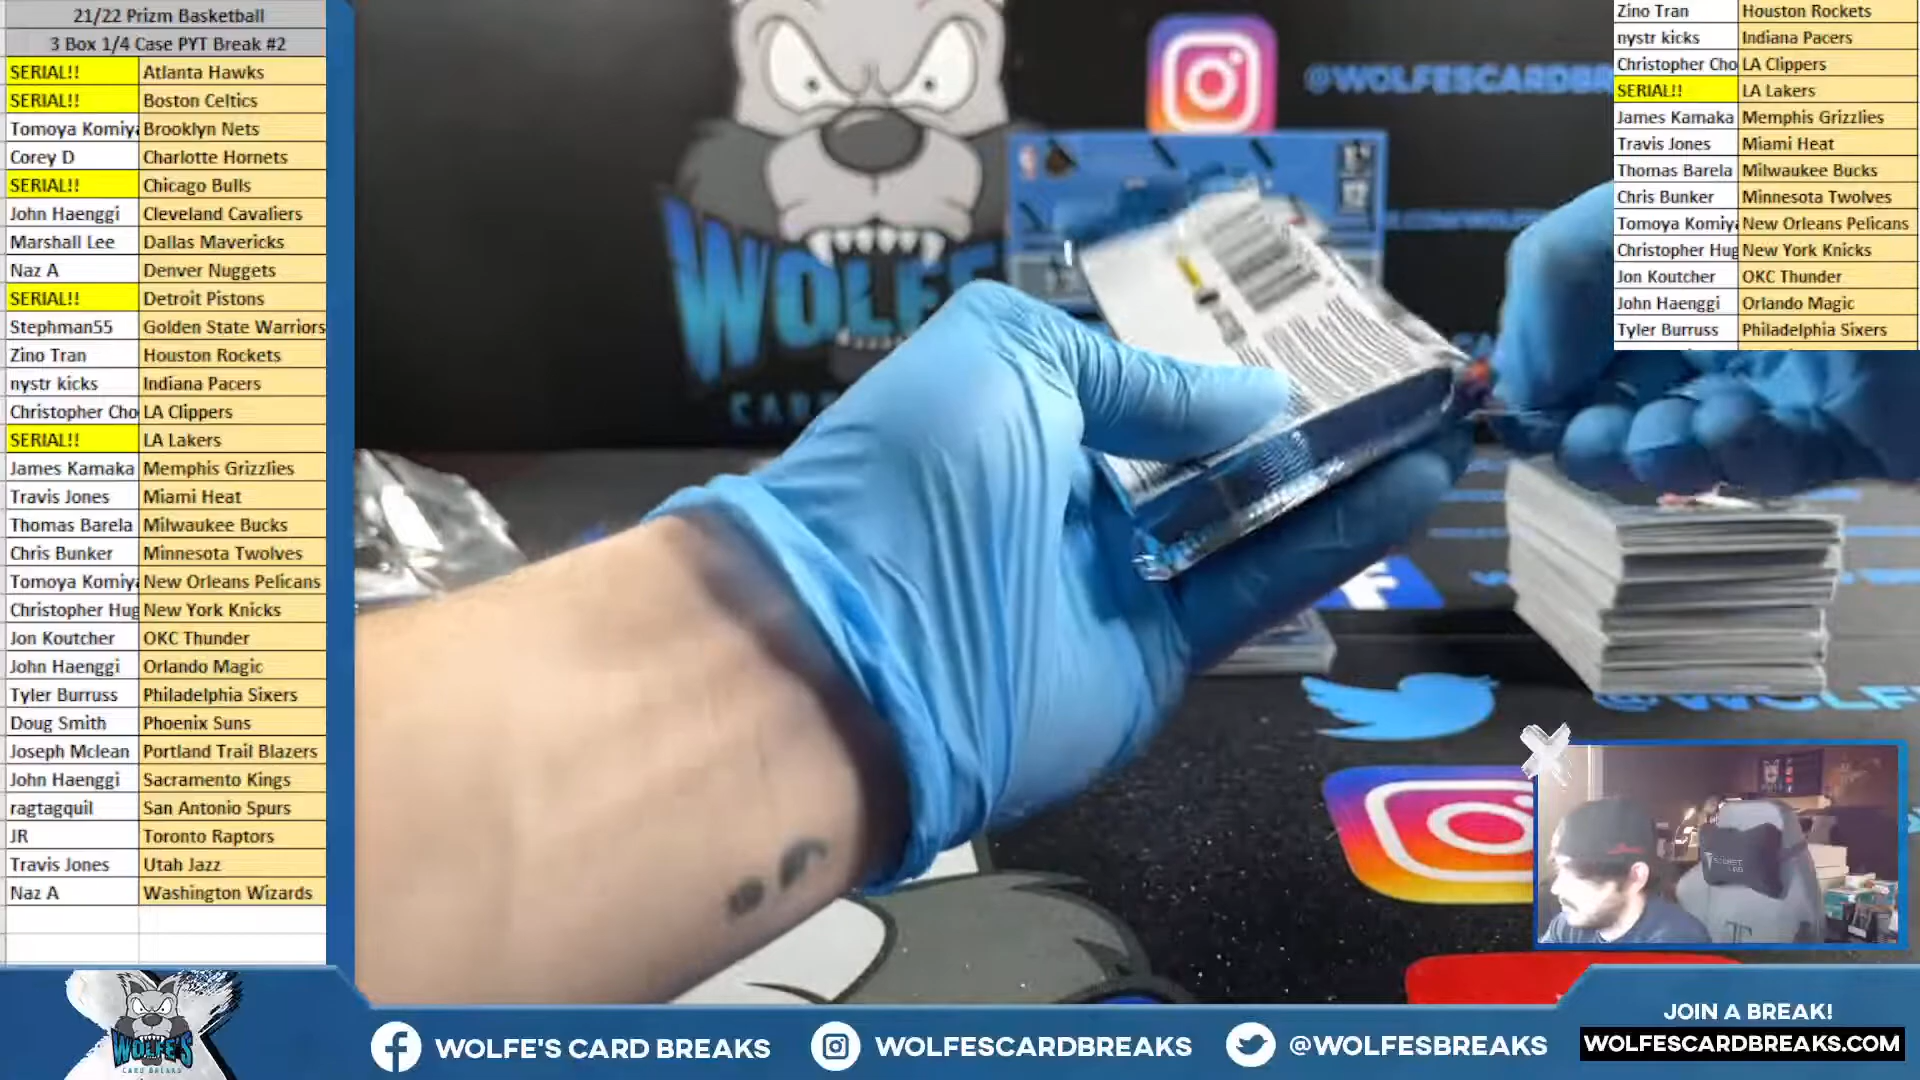 21/22 Prizm Basketball
3 Box 1/4 Case PYT Break #2
SERIAL!! Atlanta Hawks
SERIAL!! Boston Celtics
Tomoya Komiya Brooklyn Nets
Corey D Charlotte Hornets
SERIAL!! Chicago Bulls
John Haenggi Cleveland Cavaliers
Marshall Lee Dallas Mavericks
Naz A Denver Nuggets
SERIAL!! Detroit Pistons
Stephman55 Golden State Warriors
Zino Tran Houston Rockets
nystr kicks Indiana Pacers
Christopher Cho LA Clippers
SERIAL!! LA Lakers
James Kamaka Memphis Grizzlies
Travis Jones Miami Heat
Thomas Barela Milwaukee Bucks
Chris Bunker Minnesota Twolves
Tomoya Komiya New Orleans Pelicans
Christopher Hug New York Knicks
Jon Koutcher OKC Thunder
John Haenggi Orlando Magic
Tyler Burruss Philadelphia Sixers
Doug Smith Phoenix Suns
Joseph Mclean Portland Trail Blazers
John Haenggi Sacramento Kings
ragtagquil San Antonio Spurs
JR Toronto Raptors
Travis Jones Utah Jazz
Naz A Washington Wizards
@WOLFESCARDBR
WOLFE
CAR
Zino Tran Houston Rockets
nystr kicks Indiana Pacers
Christopher Cho LA Clippers
SERIAL!! LA Lakers
James Kamaka Memphis Grizzlies
Travis Jones Miami Heat
Thomas Barela Milwaukee Bucks
Chris Bunker Minnesota Twolves
Tomoya Komiya New Orleans Pelicans
Christopher Hug New York Knicks
Jon Koutcher OKC Thunder
John Haenggi Orlando Magic
Tyler Burruss Philadelphia Sixers
@WOLF
WOLFE'S
CARD BREAKS
WOLFE'S CARD BREAKS
WOLFESCARDBREAKS
@WOLFESBREAKS
JOIN A BREAK!
WOLFESCARDBREAKS.COM